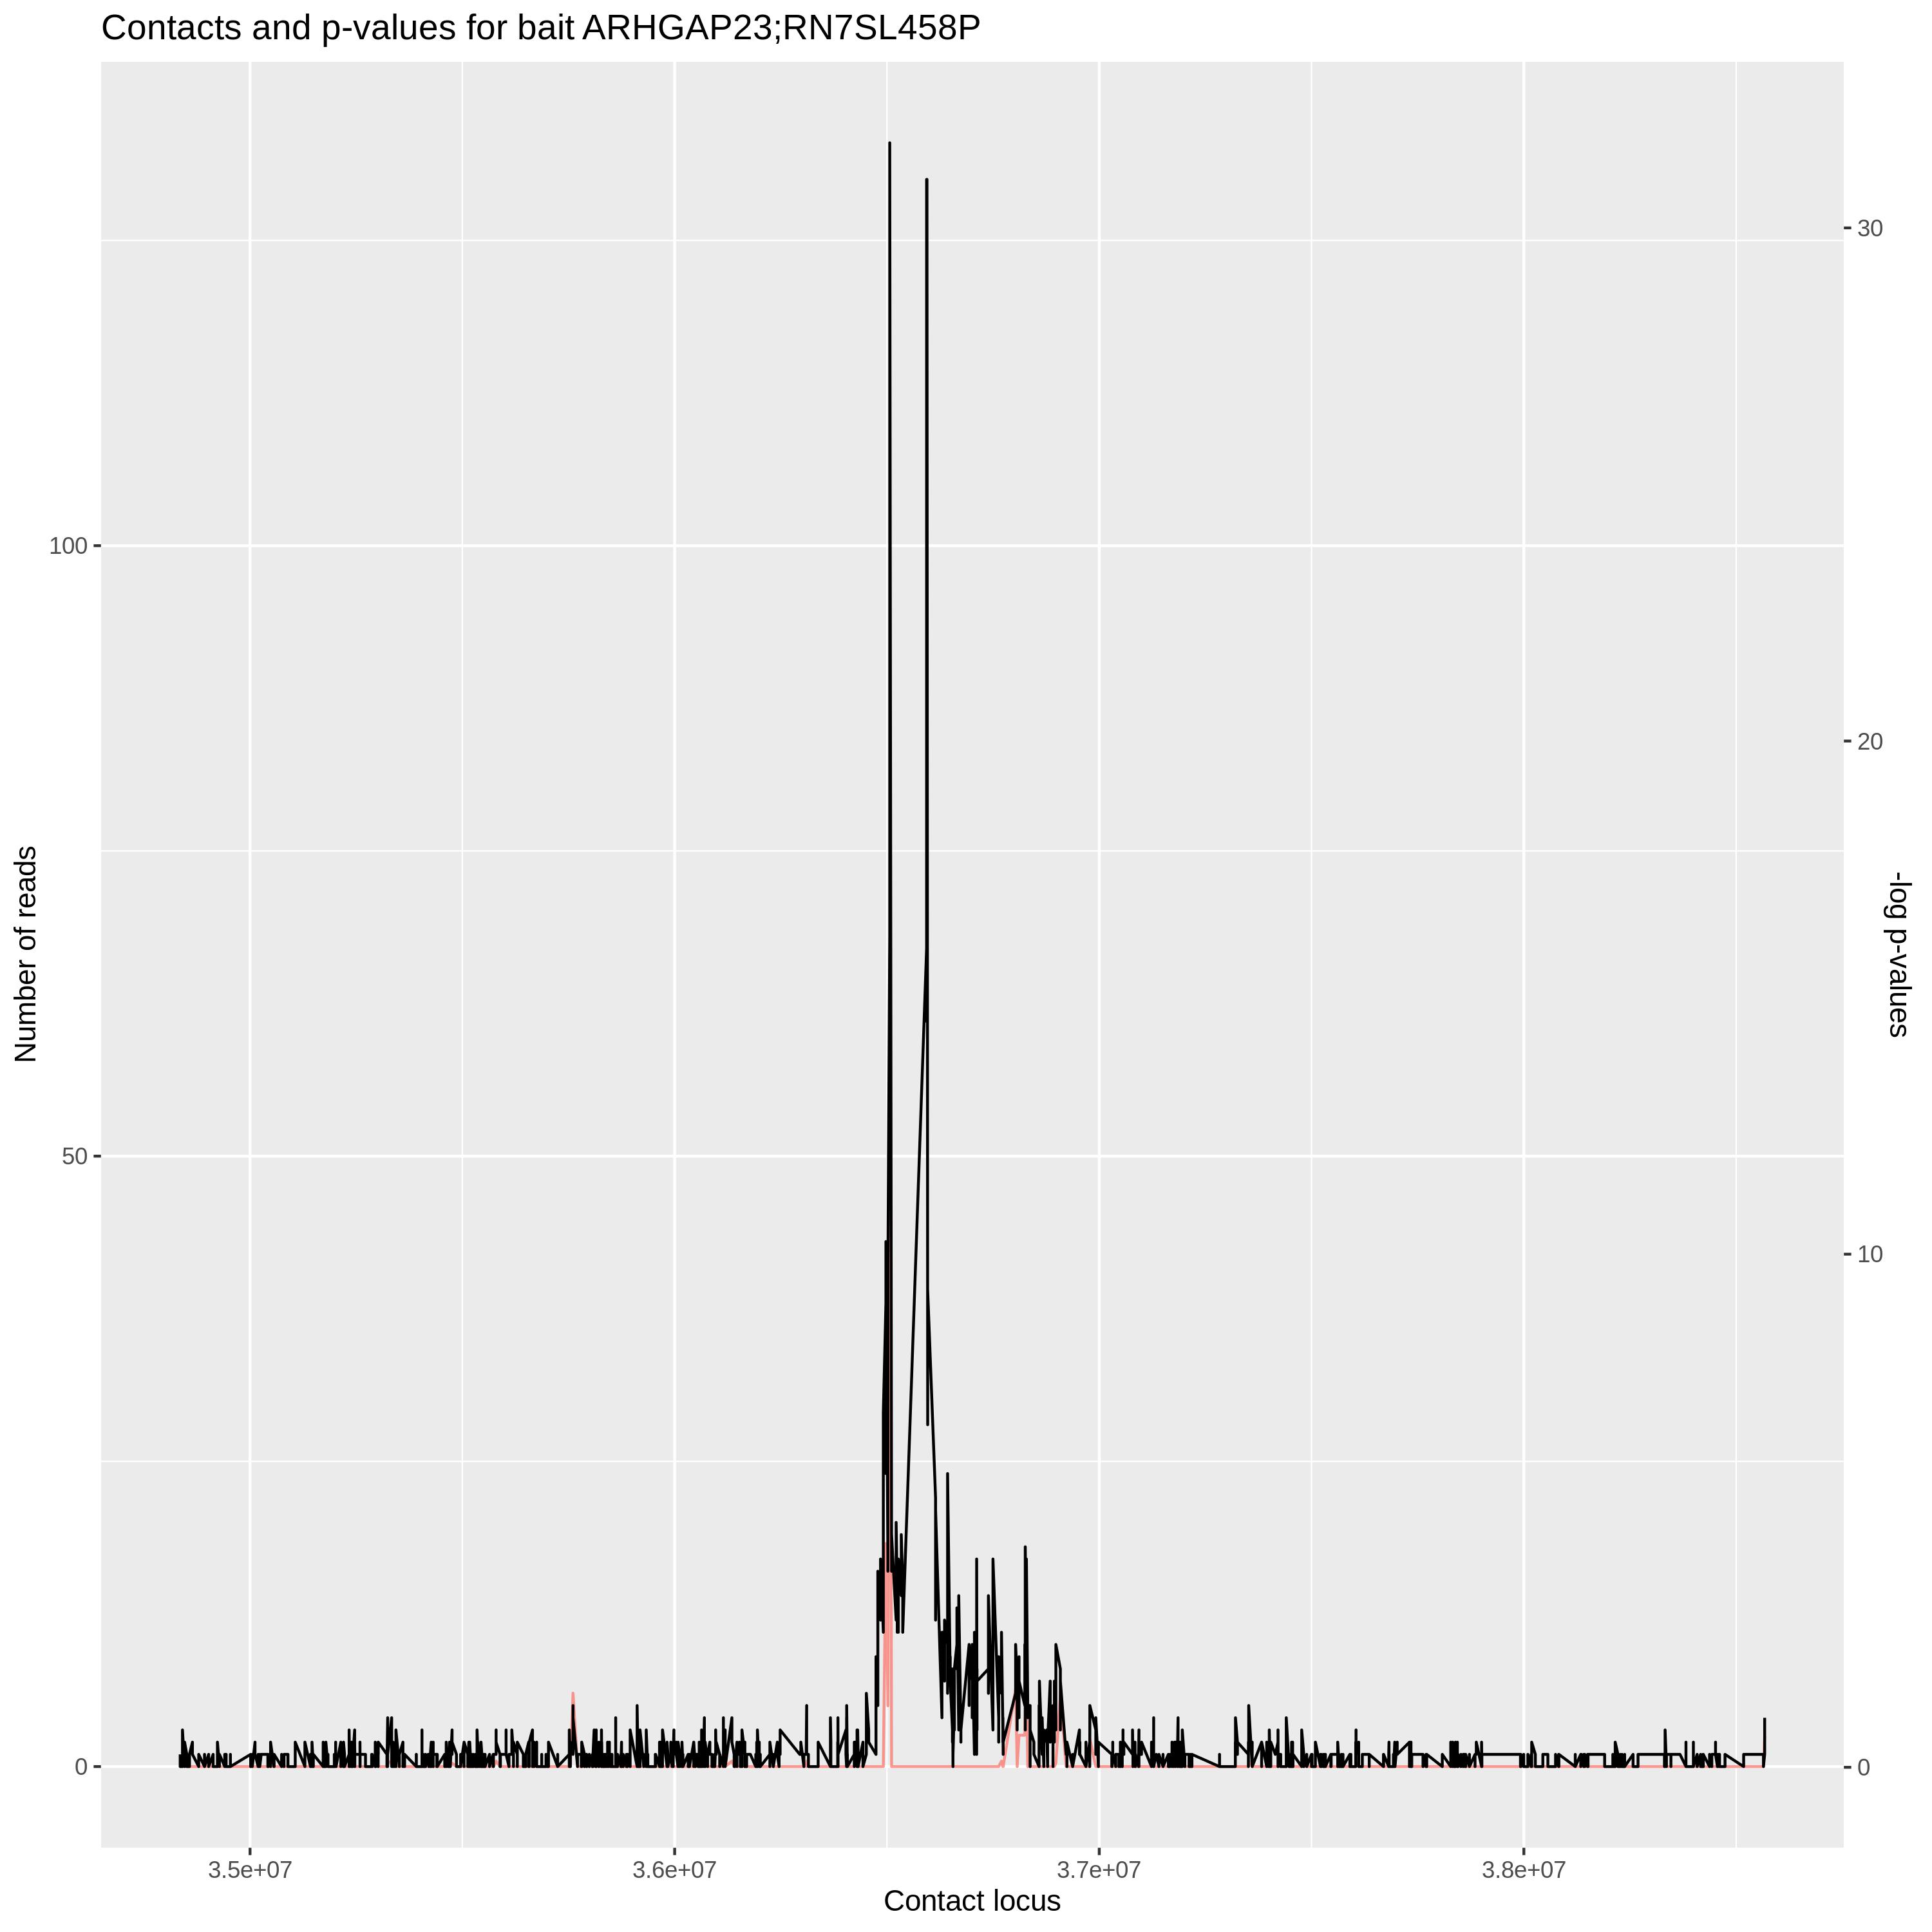 Contacts and p-values for bait ARHGAP23;RN7SL458P
Number of reads
100
50
0
30
20
10
0
-log p-values
3.5e+07
3.6e+07
3.7e+07
3.8e+07
Contact locus